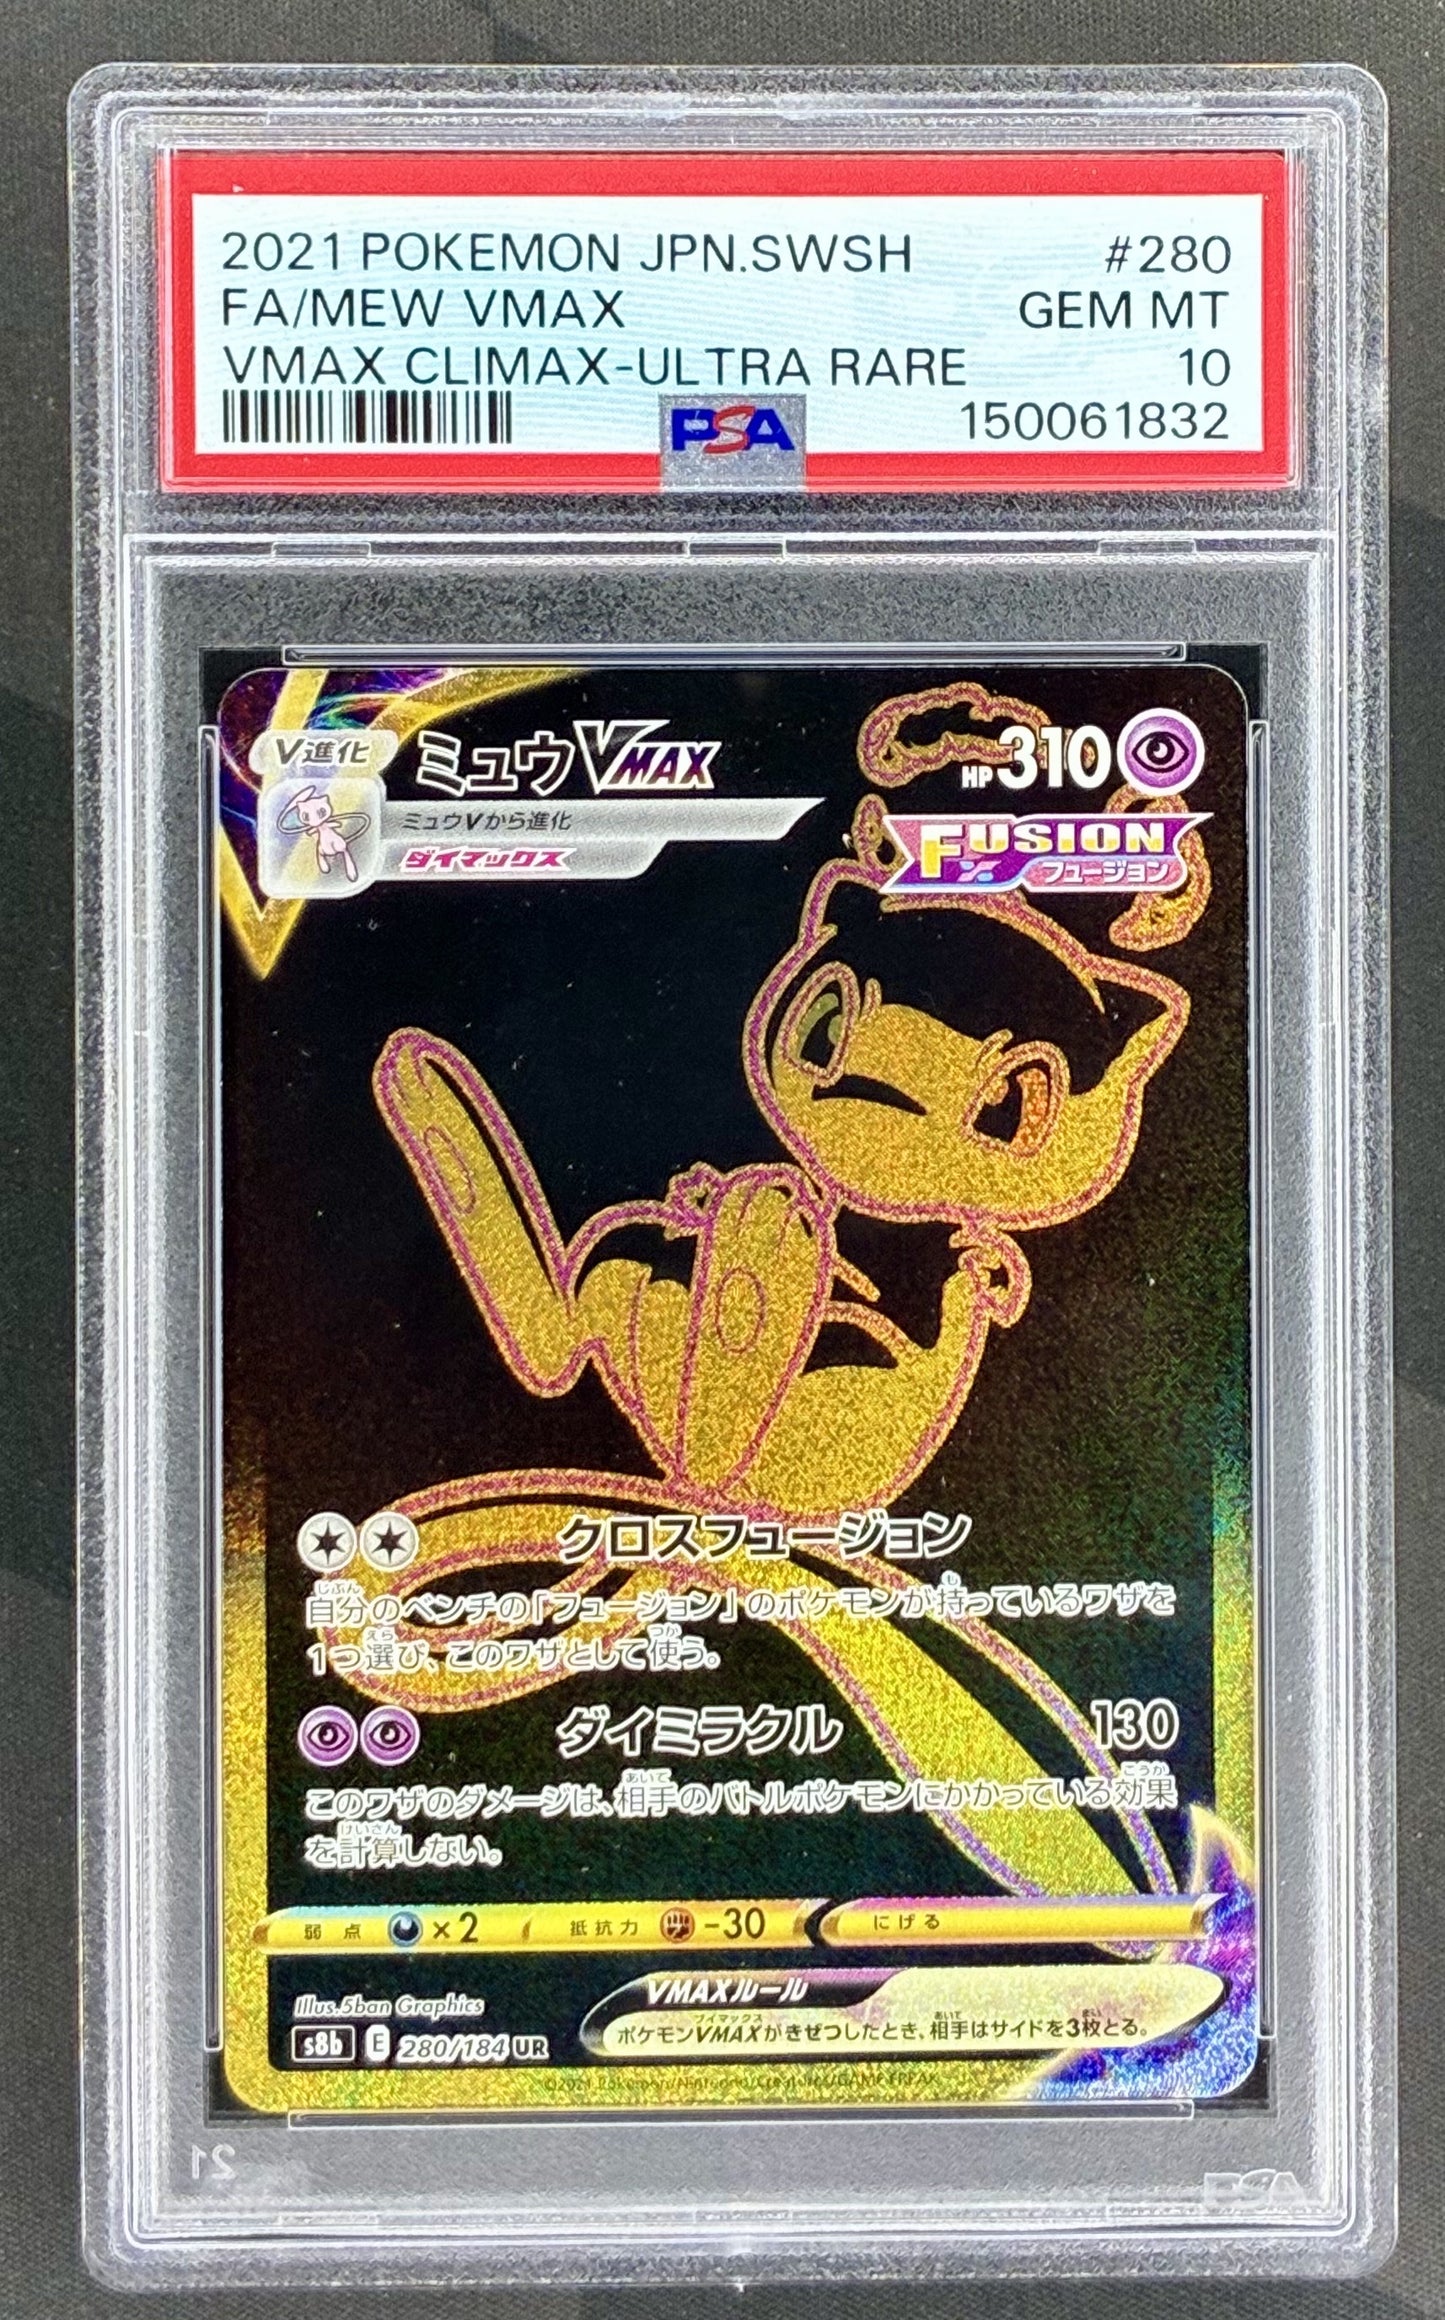 2021 POKEMON JPN.SWSH #280
FA/MEW VMAX GEM MT
VMAX CLIMAX-ULTRA RARE 10
PSA 150061832
V進化 ミュウVMAX HP310
ミュウVから進化
ダイマックス
FUSION
フュージョン
クロスフュージョン
自分のベンチの「フュージョン」のポケモンが持っているワザを
1つ選び、このワザとして使う。
ダイミラクル 130
このワザのダメージは、相手のバトルポケモンにかかっている効果
を計算しない。
弱点 ×2 抵抗力 -30 にげる
VMAXルール
ポケモンVMAXがきぜつしたとき、相手はサイドを3枚とる。
Illus.5ban Graphics
s8b E 280/184 UR
©2021 Pokémon/Nintendo/Creatures/GAME FREAK
21 PSA